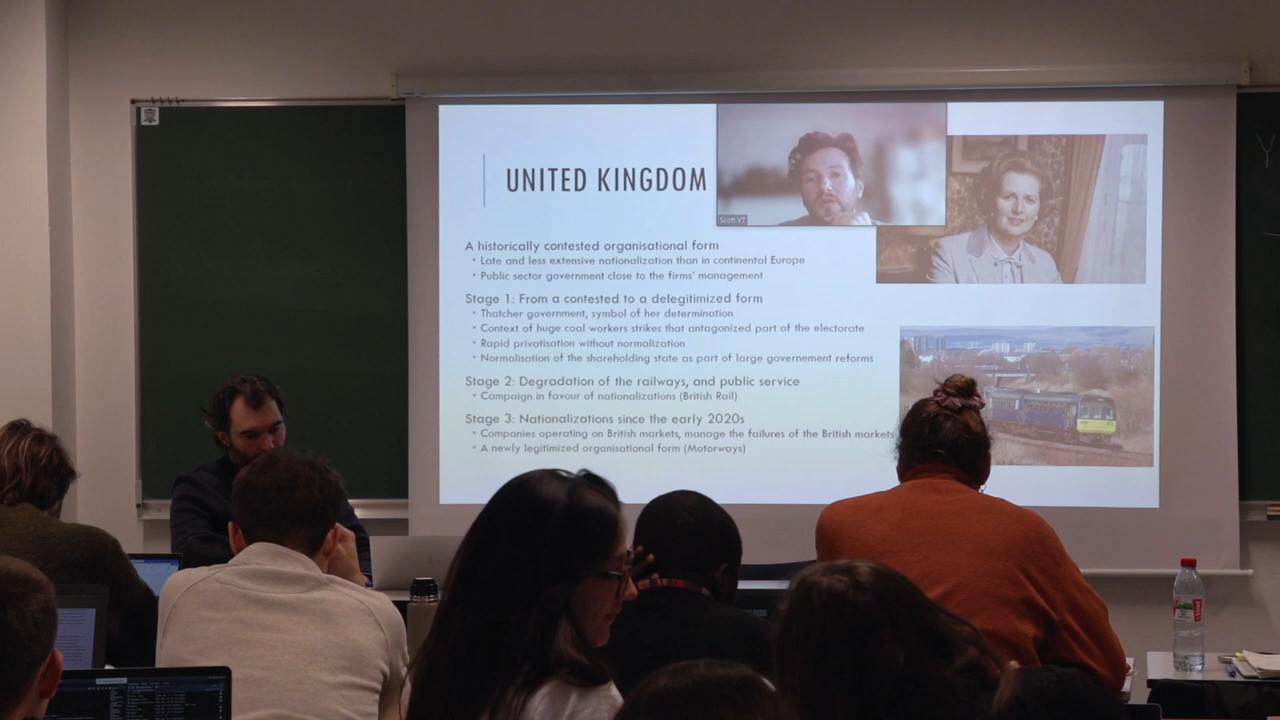 UNITED KINGDOM
Scott VT
A historically contested organisational form
Late and less extensive nationalization than in continental Europe
Public sector government close to the firms' management
Stage 1: From a contested to a delegitimized form
Thatcher government, symbol of her determination
Context of huge coal workers strikes that antagonized part of the electorate
Rapid privatisation without normalization
Normalisation of the shareholding state as part of large governement reforms
Stage 2: Degradation of the railways, and public service
Campaign in favour of nationalizations (British Rail)
Stage 3: Nationalizations since the early 2020s
Companies operating on British markets, manage the failures of the British markets
A newly legitimized organisational form (Motorways)